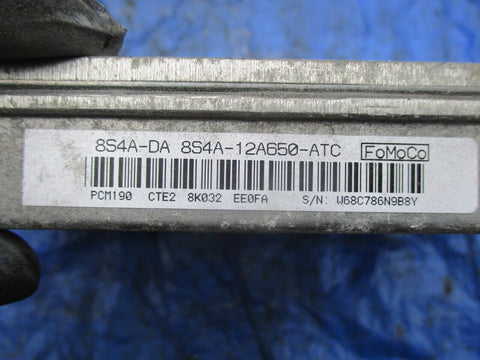 8S4A-DA 8S4A-12A650-ATC FoMoCo
PCM190 CTE2 8K032 EE0FA S/N: W68C786N9B8Y